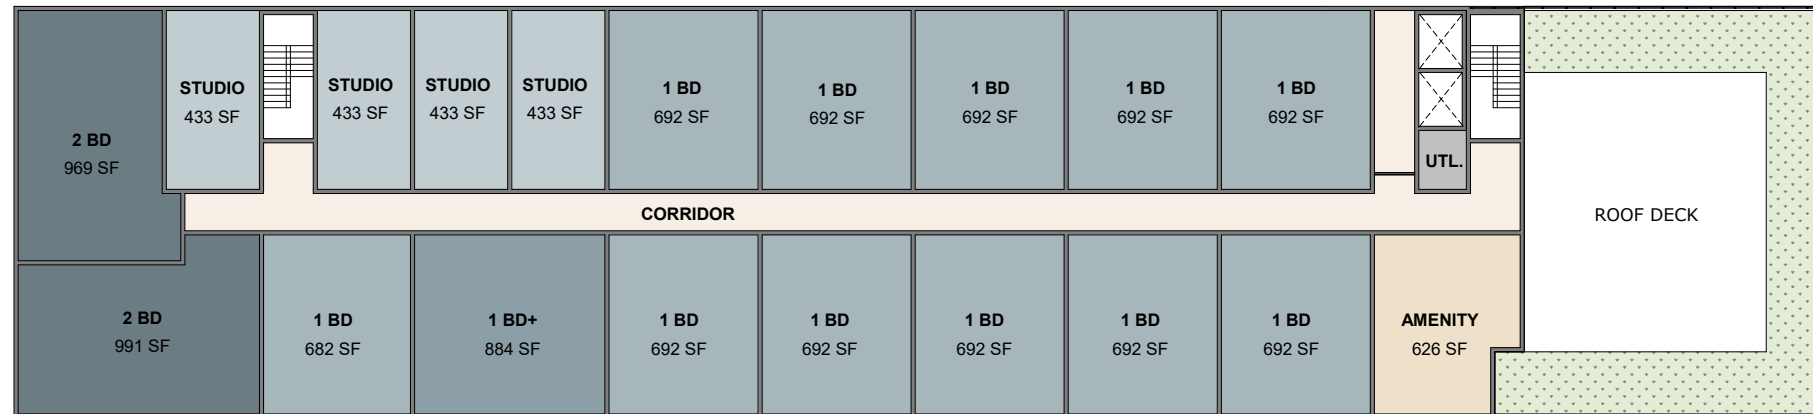 2 BD
969 SF
STUDIO
433 SF
STUDIO
433 SF
STUDIO
433 SF
STUDIO
433 SF
1 BD
692 SF
1 BD
692 SF
1 BD
692 SF
1 BD
692 SF
1 BD
692 SF
UTL.
CORRIDOR
ROOF DECK
2 BD
991 SF
1 BD
682 SF
1 BD+
884 SF
1 BD
692 SF
1 BD
692 SF
1 BD
692 SF
1 BD
692 SF
1 BD
692 SF
AMENITY
626 SF